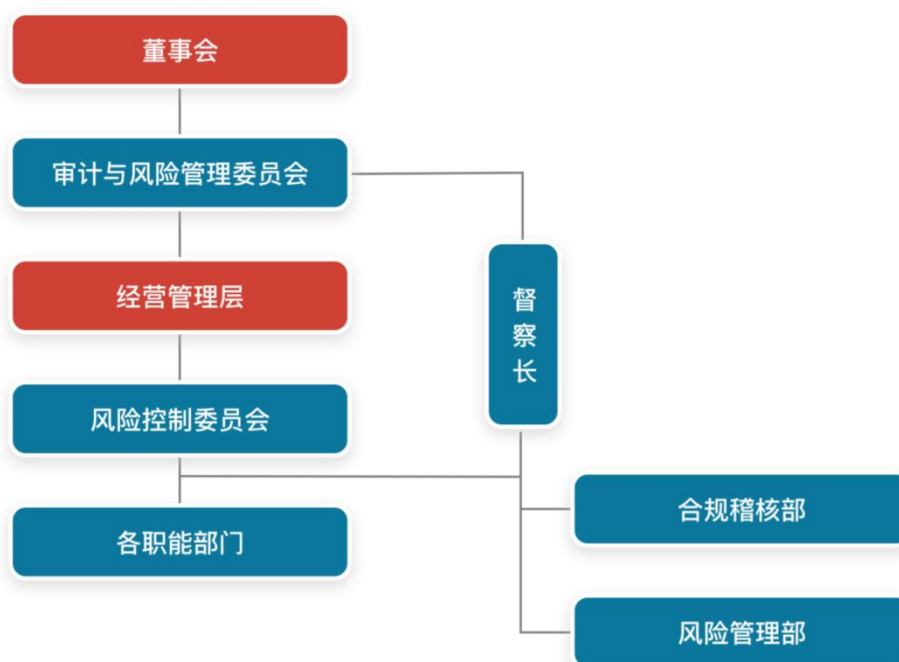 董事会
审计与风险管理委员会
经营管理层
督察长
风险控制委员会
合规稽核部
各职能部门
风险管理部